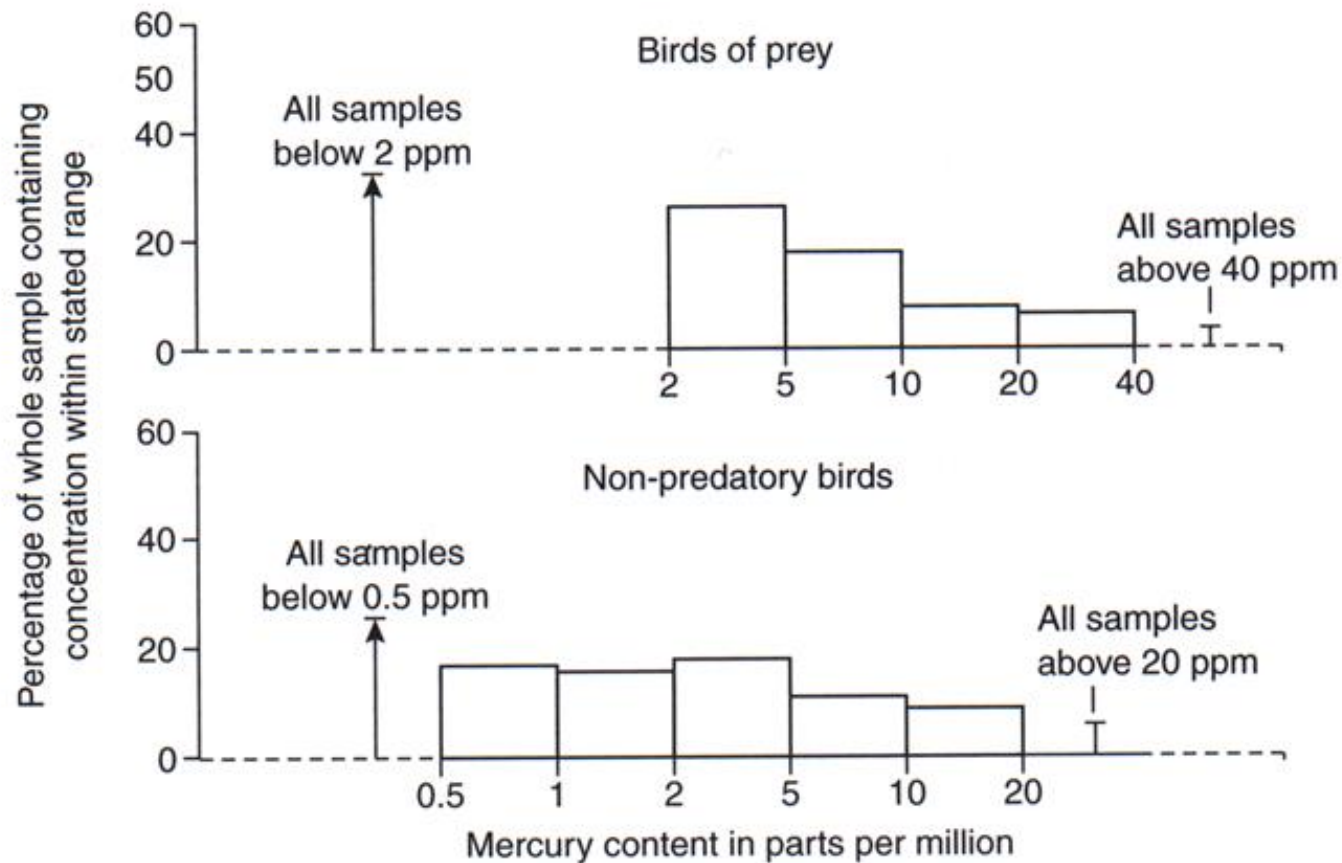 Percentage of whole sample containing
concentration within stated range
60
50
40
20
0
Birds of prey
All samples
below 2 ppm
All samples
above 40 ppm
2 5 10 20 40
60
40
20
0
Non-predatory birds
All samples
below 0.5 ppm
All samples
above 20 ppm
0.5 1 2 5 10 20
Mercury content in parts per million